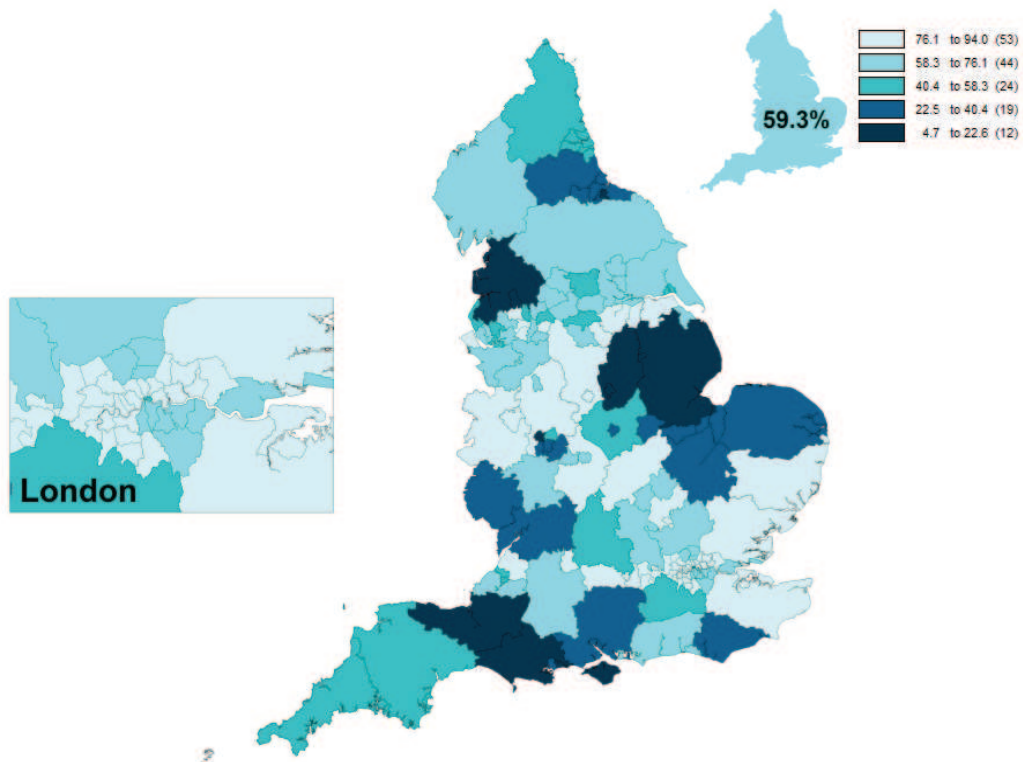 76.1 to 94.0 (53)
58.3 to 76.1 (44)
40.4 to 58.3 (24)
22.5 to 40.4 (19)
4.7 to 22.6 (12)
59.3%
London